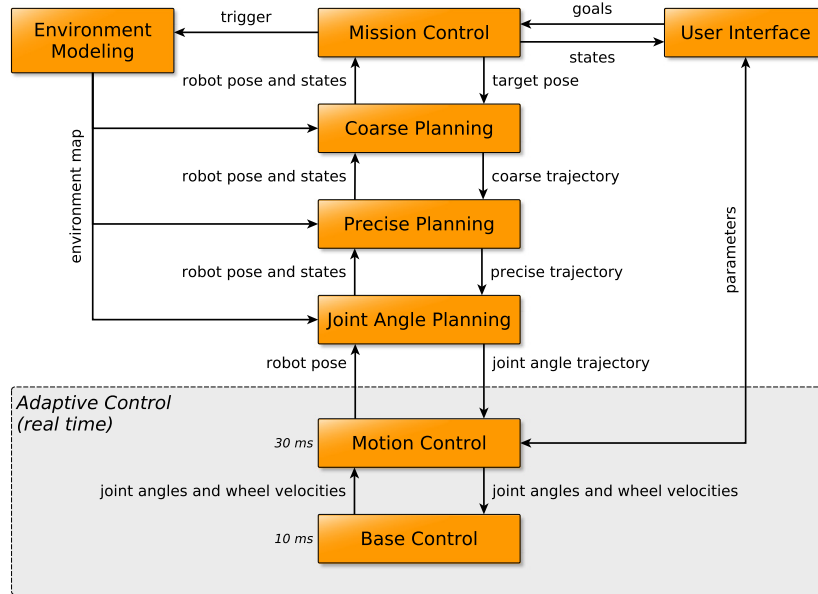 goals
Environment
Modeling
trigger
Mission Control
User Interface
states
robot pose and states
target pose
Coarse Planning
environment map
robot pose and states
coarse trajectory
Precise Planning
parameters
robot pose and states
precise trajectory
Joint Angle Planning
robot pose
joint angle trajectory
Adaptive Control
(real time)
30 ms
Motion Control
joint angles and wheel velocities
joint angles and wheel velocities
10 ms
Base Control